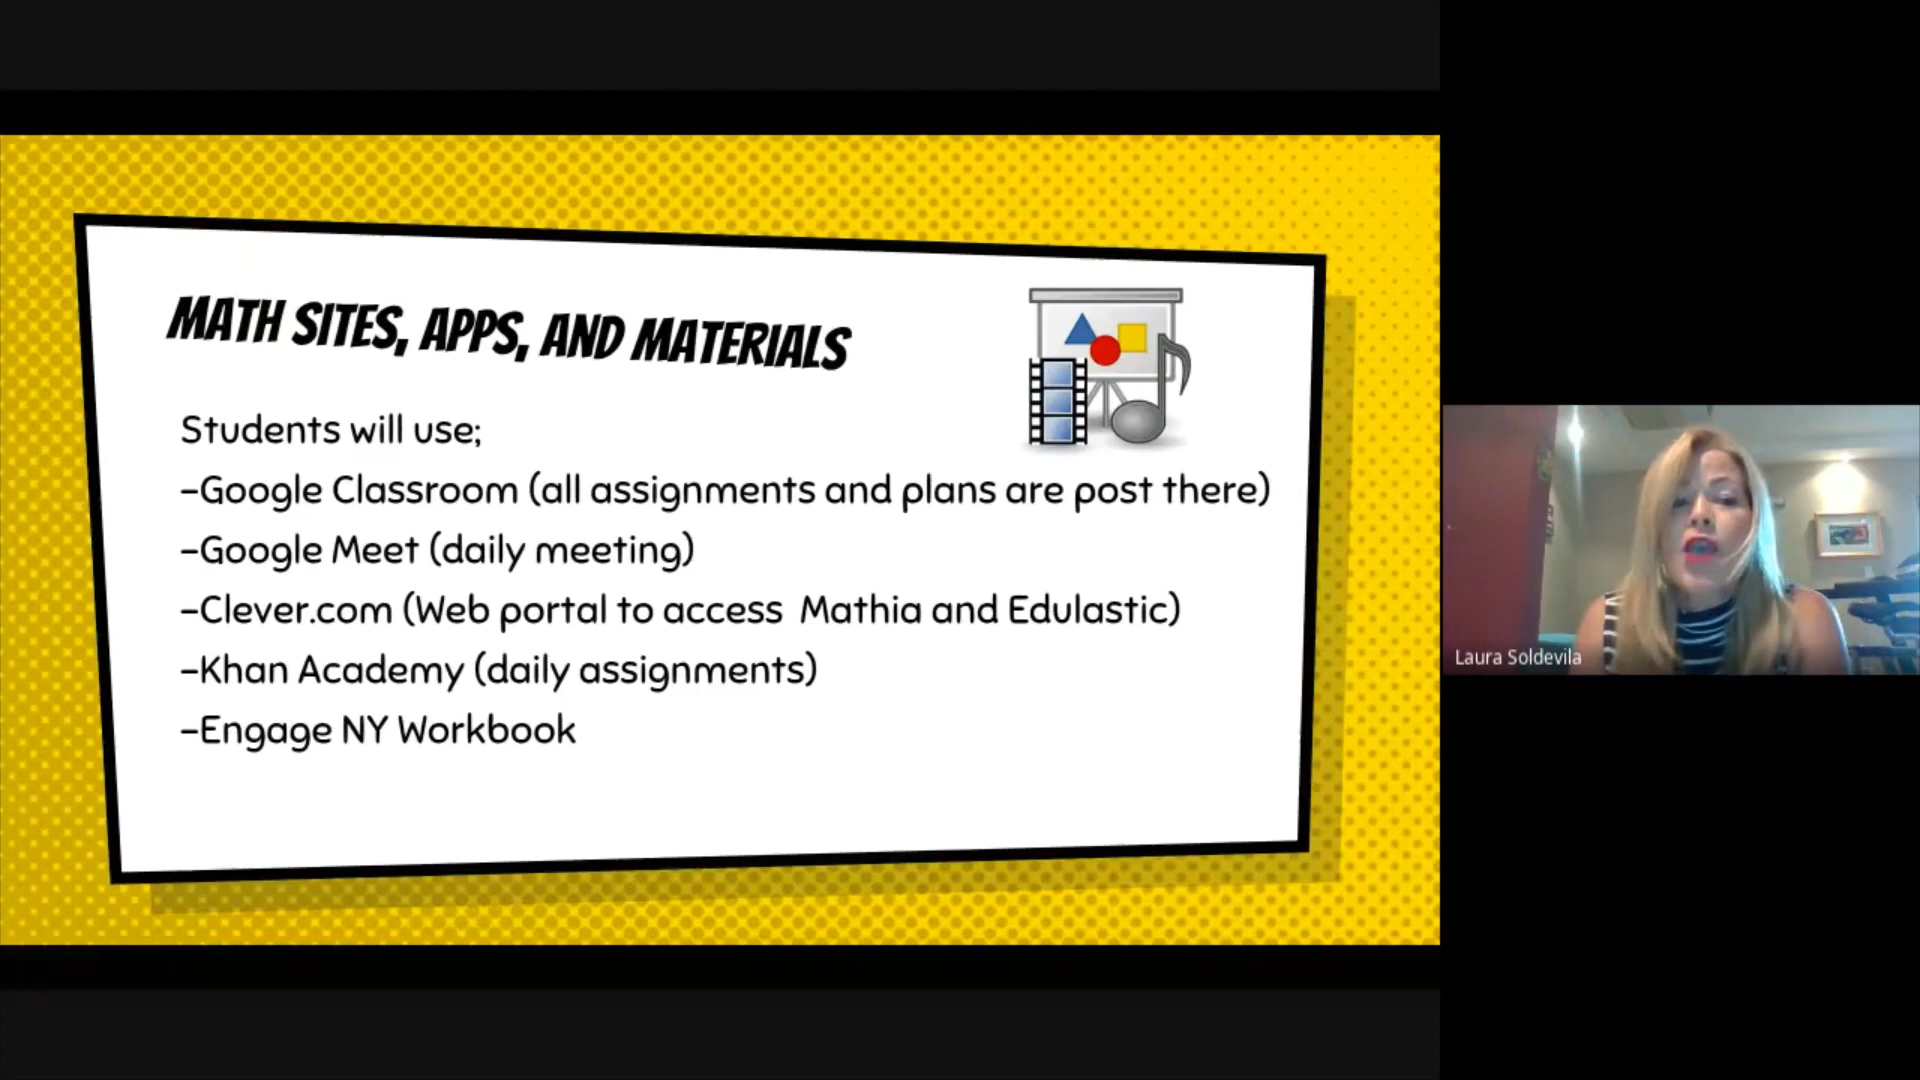 MATH SITES, APPS, AND MATERIALS
Students will use;
-Google Classroom (all assignments and plans are post there)
-Google Meet (daily meeting)
-Clever.com (Web portal to access  Mathia and Edulastic)
-Khan Academy (daily assignments)
-Engage NY Workbook
Laura Soldevila